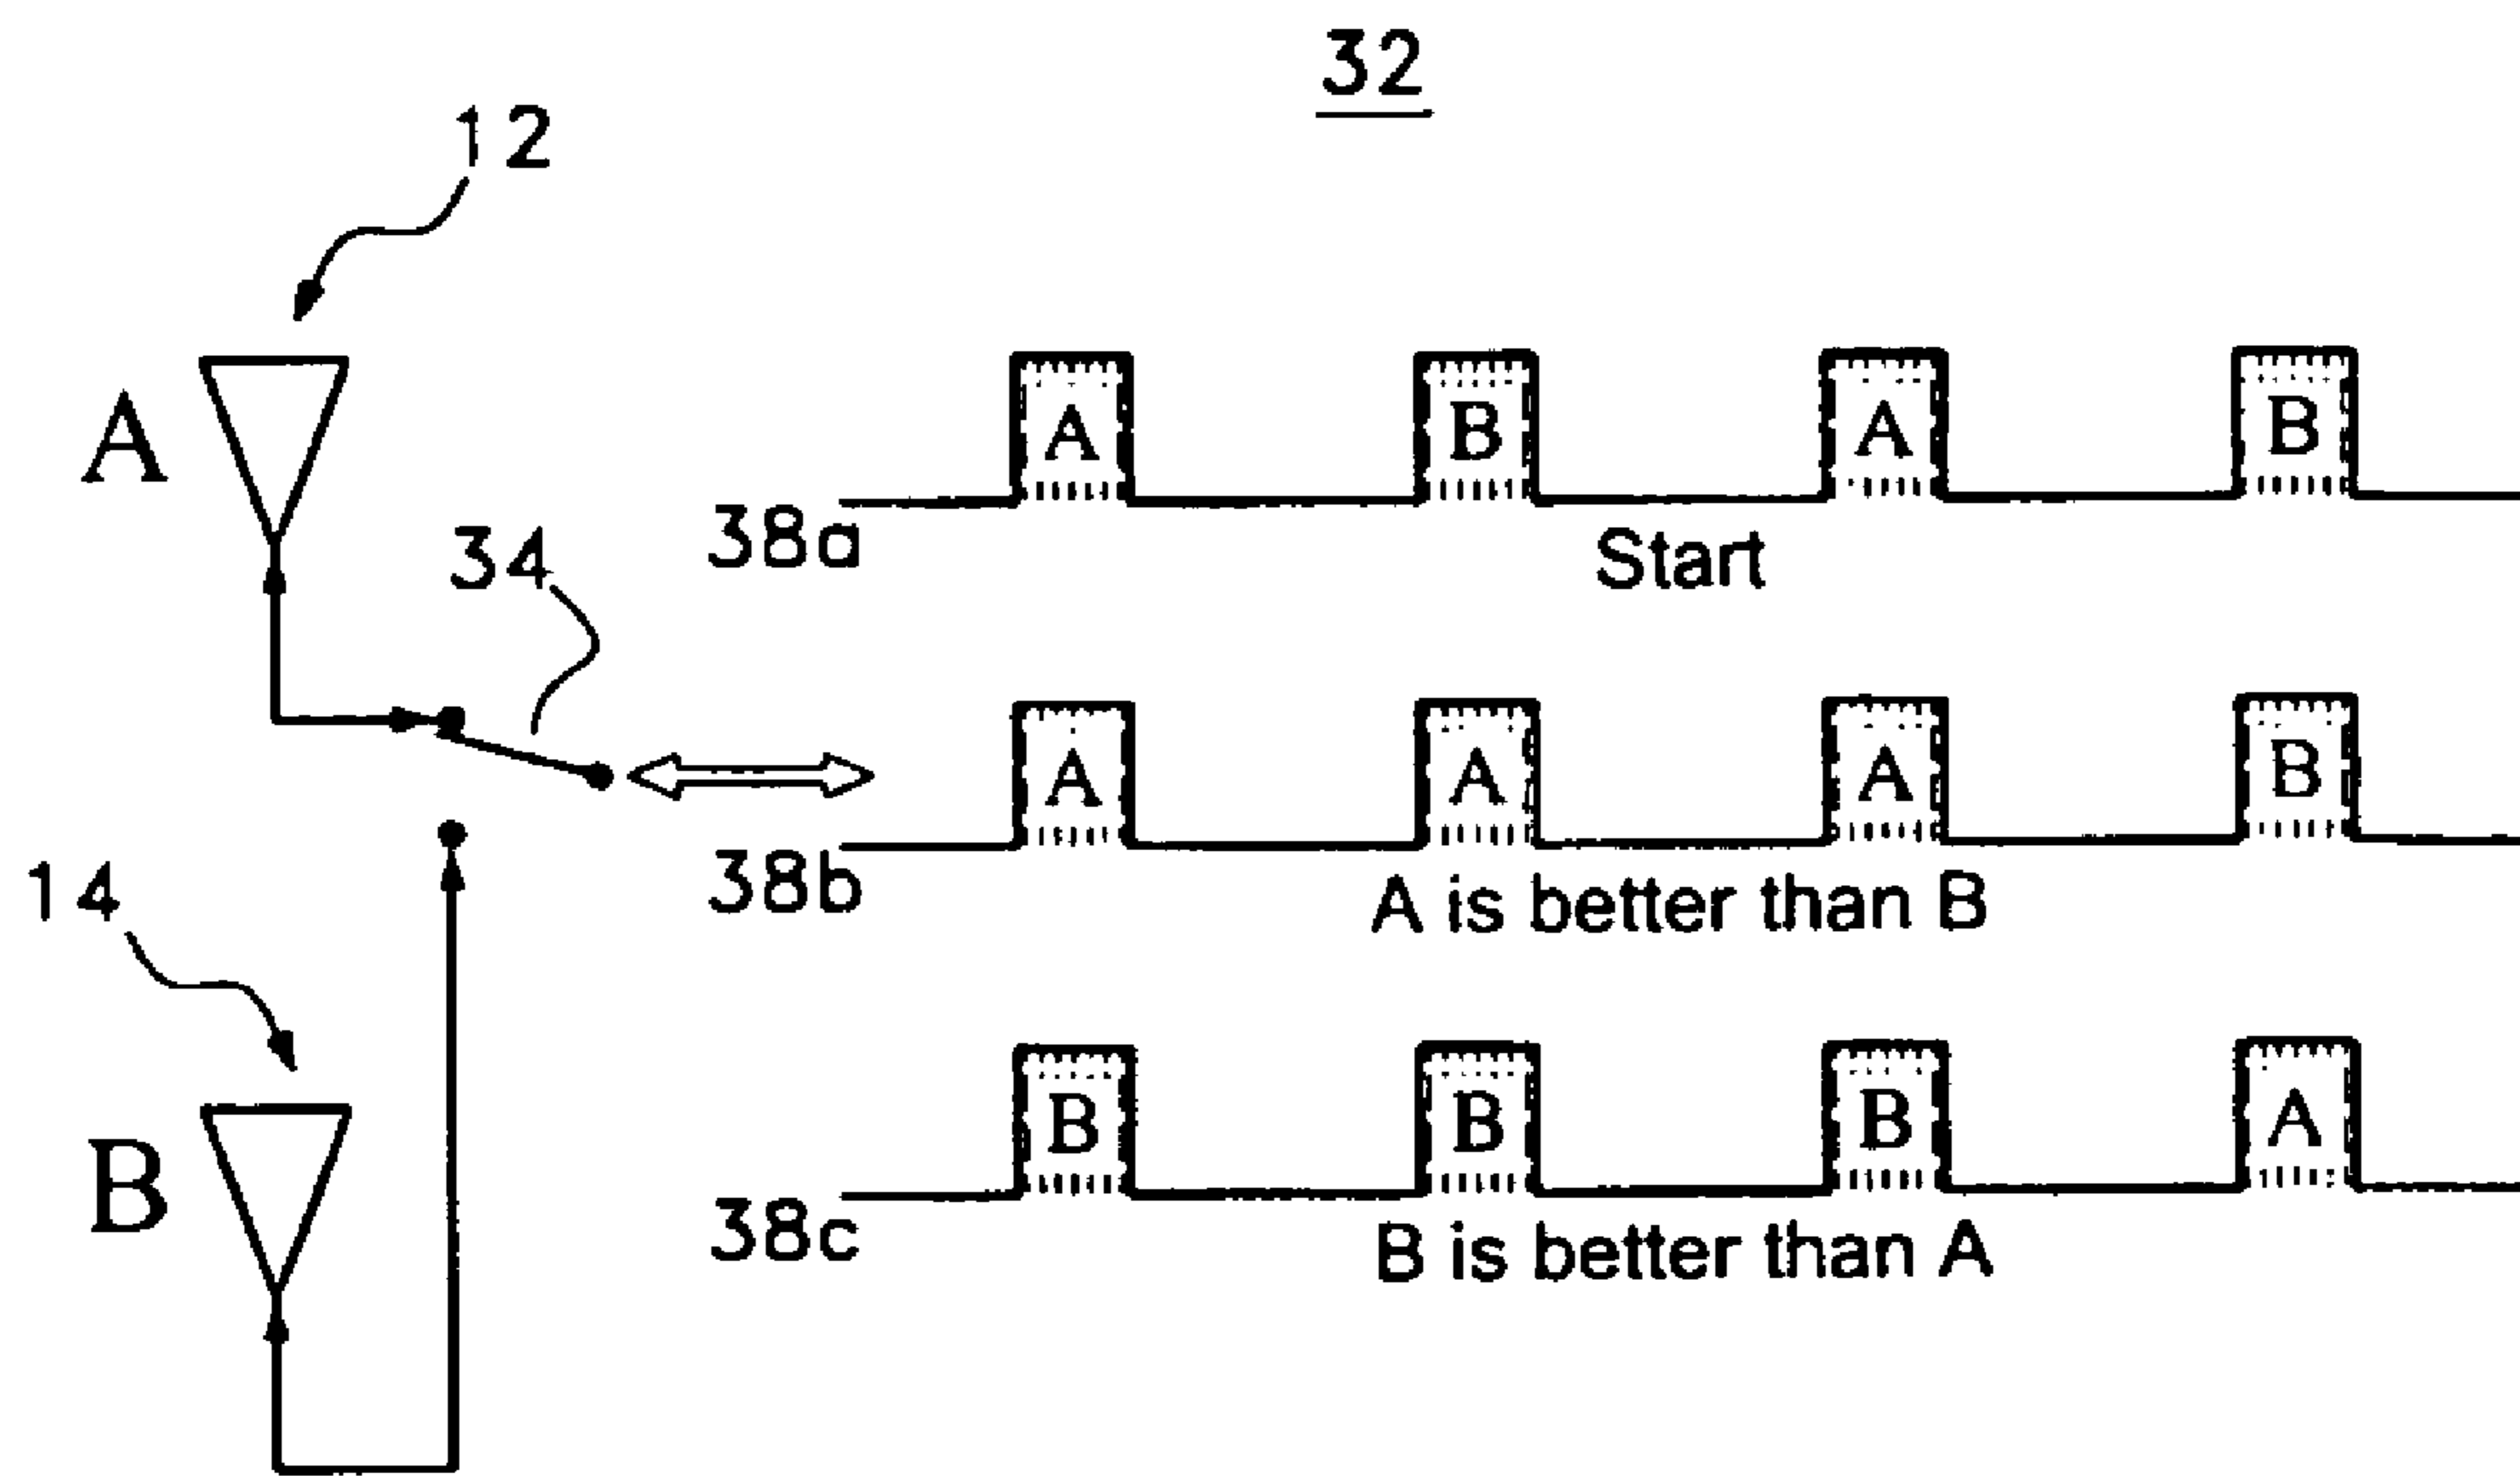 32
12
A
A B A B
38a
Start
34
A A A B
38b
A is better than B
14
B
B B B A
38c
B is better than A